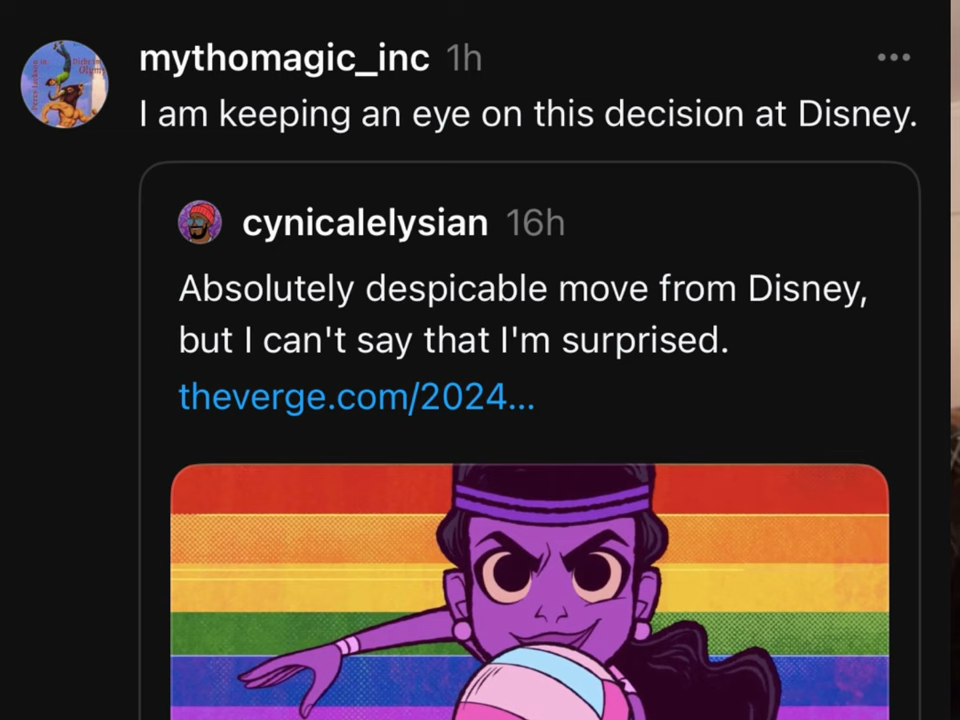 mythomagic_inc 1h
I am keeping an eye on this decision at Disney.
cynicalelysian 16h
Absolutely despicable move from Disney,
but I can't say that I'm surprised.
theverge.com/2024...